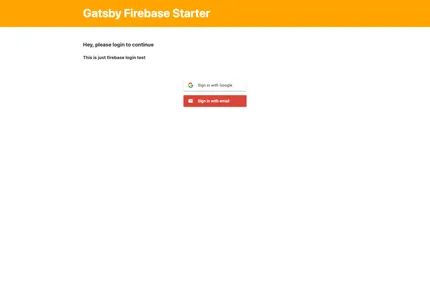 Gatsby Firebase Starter
Hey, please login to continue
This is just firebase login test
Sign in with Google
Sign in with email